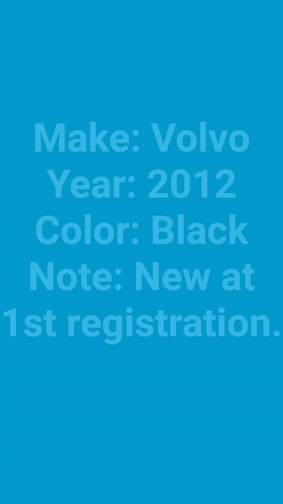 Make: Volvo
Year: 2012
Color: Black
Note: New at
1st registration.